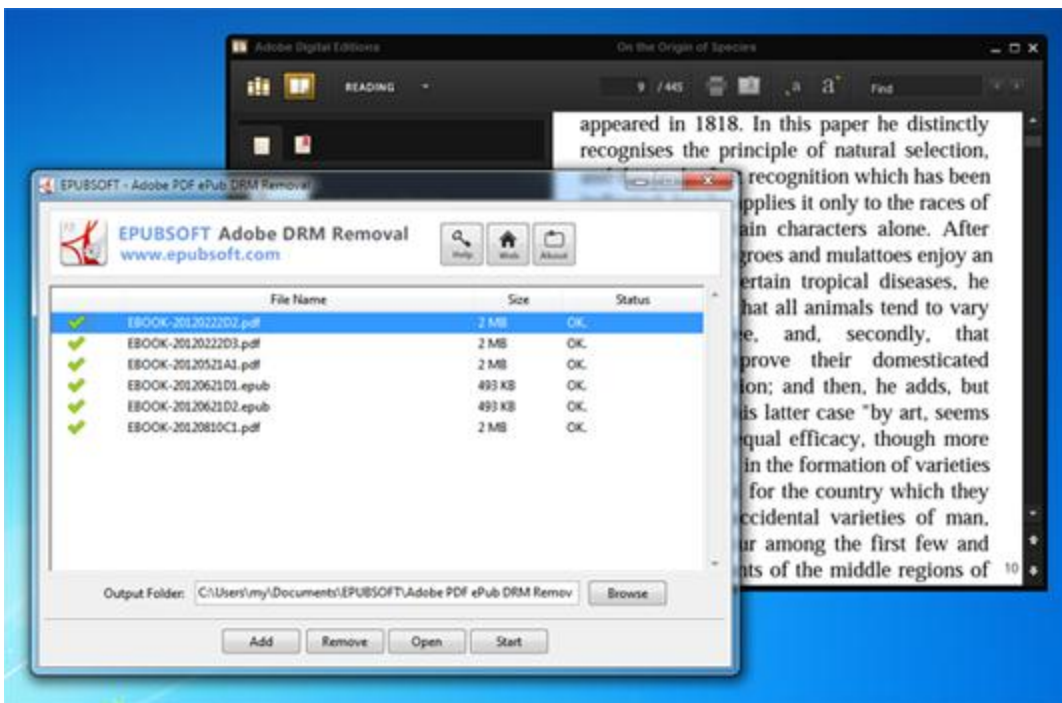 Adobe Digital Editions
On the Origin of Species
READING
9 / 445
a
a
Find
appeared in 1818. In this paper he distinctly
recognises the principle of natural selection,
recognition which has been
pplies it only to the races of
ain characters alone. After
groes and mulattoes enjoy an
ertain tropical diseases, he
hat all animals tend to vary
e, and, secondly, that
prove their domesticated
ion; and then, he adds, but
is latter case "by art, seems
equal efficacy, though more
in the formation of varieties
for the country which they
ccidental varieties of man,
ur among the first few and
nts of the middle regions of
10
EPUBSOFT - Adobe PDF ePub DRM Removal
EPUBSOFT Adobe DRM Removal
www.epubsoft.com
Help
Web
About
File Name Size Status
EBOOK-20120222D2.pdf 2 MB OK.
EBOOK-20120222D3.pdf 2 MB OK.
EBOOK-20120521A1.pdf 2 MB OK.
EBOOK-20120621D1.epub 493 KB OK.
EBOOK-20120621D2.epub 493 KB OK.
EBOOK-20120810C1.pdf 2 MB OK.
Output Folder: C:\Users\my\Documents\EPUBSOFT\Adobe PDF ePub DRM Remov Browse
Add Remove Open Start